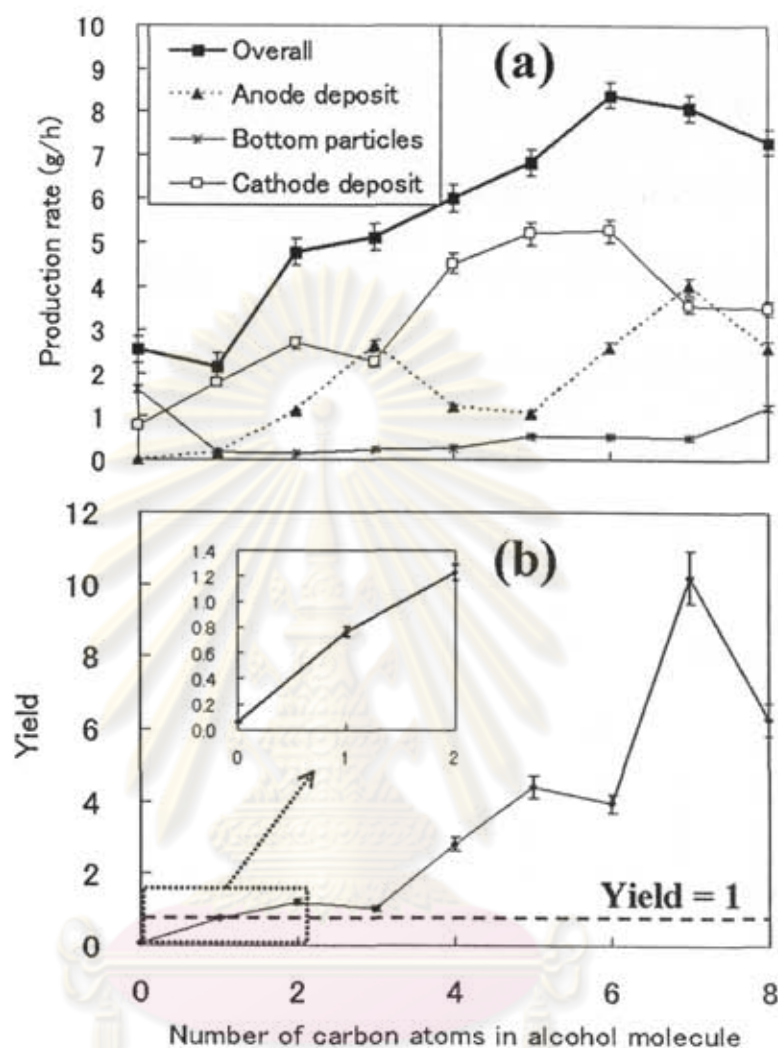 (a)
Overall
Anode deposit
Bottom particles
Cathode deposit
Production rate (g/h)
10
9
8
7
6
5
4
3
2
1
0
(b)
Yield
12
10
8
6
4
2
0
1.4
1.2
1.0
0.8
0.6
0.4
0.2
0.0
0 1 2
Yield = 1
0 2 4 6 8
Number of carbon atoms in alcohol molecule